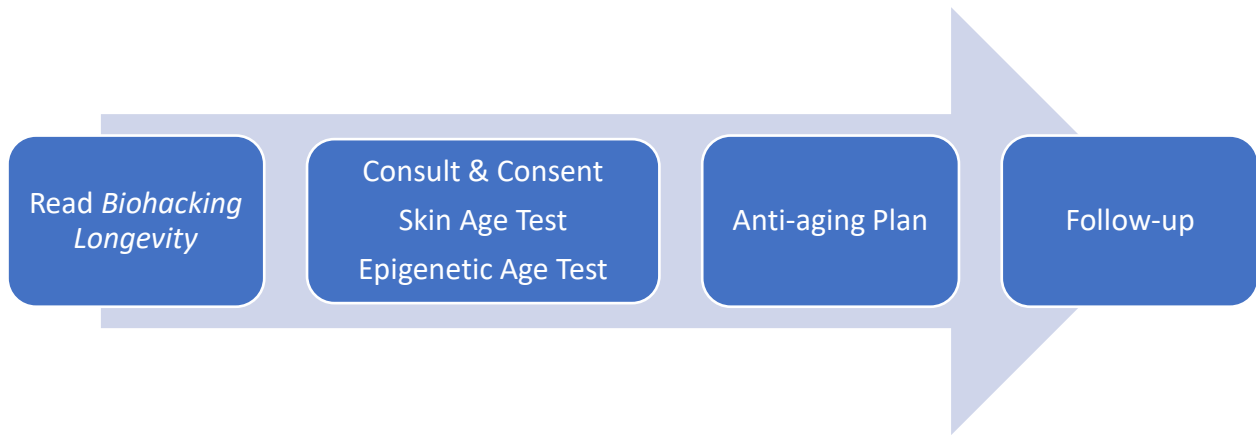 Read Biohacking
Longevity
Consult & Consent
Skin Age Test
Epigenetic Age Test
Anti-aging Plan
Follow-up